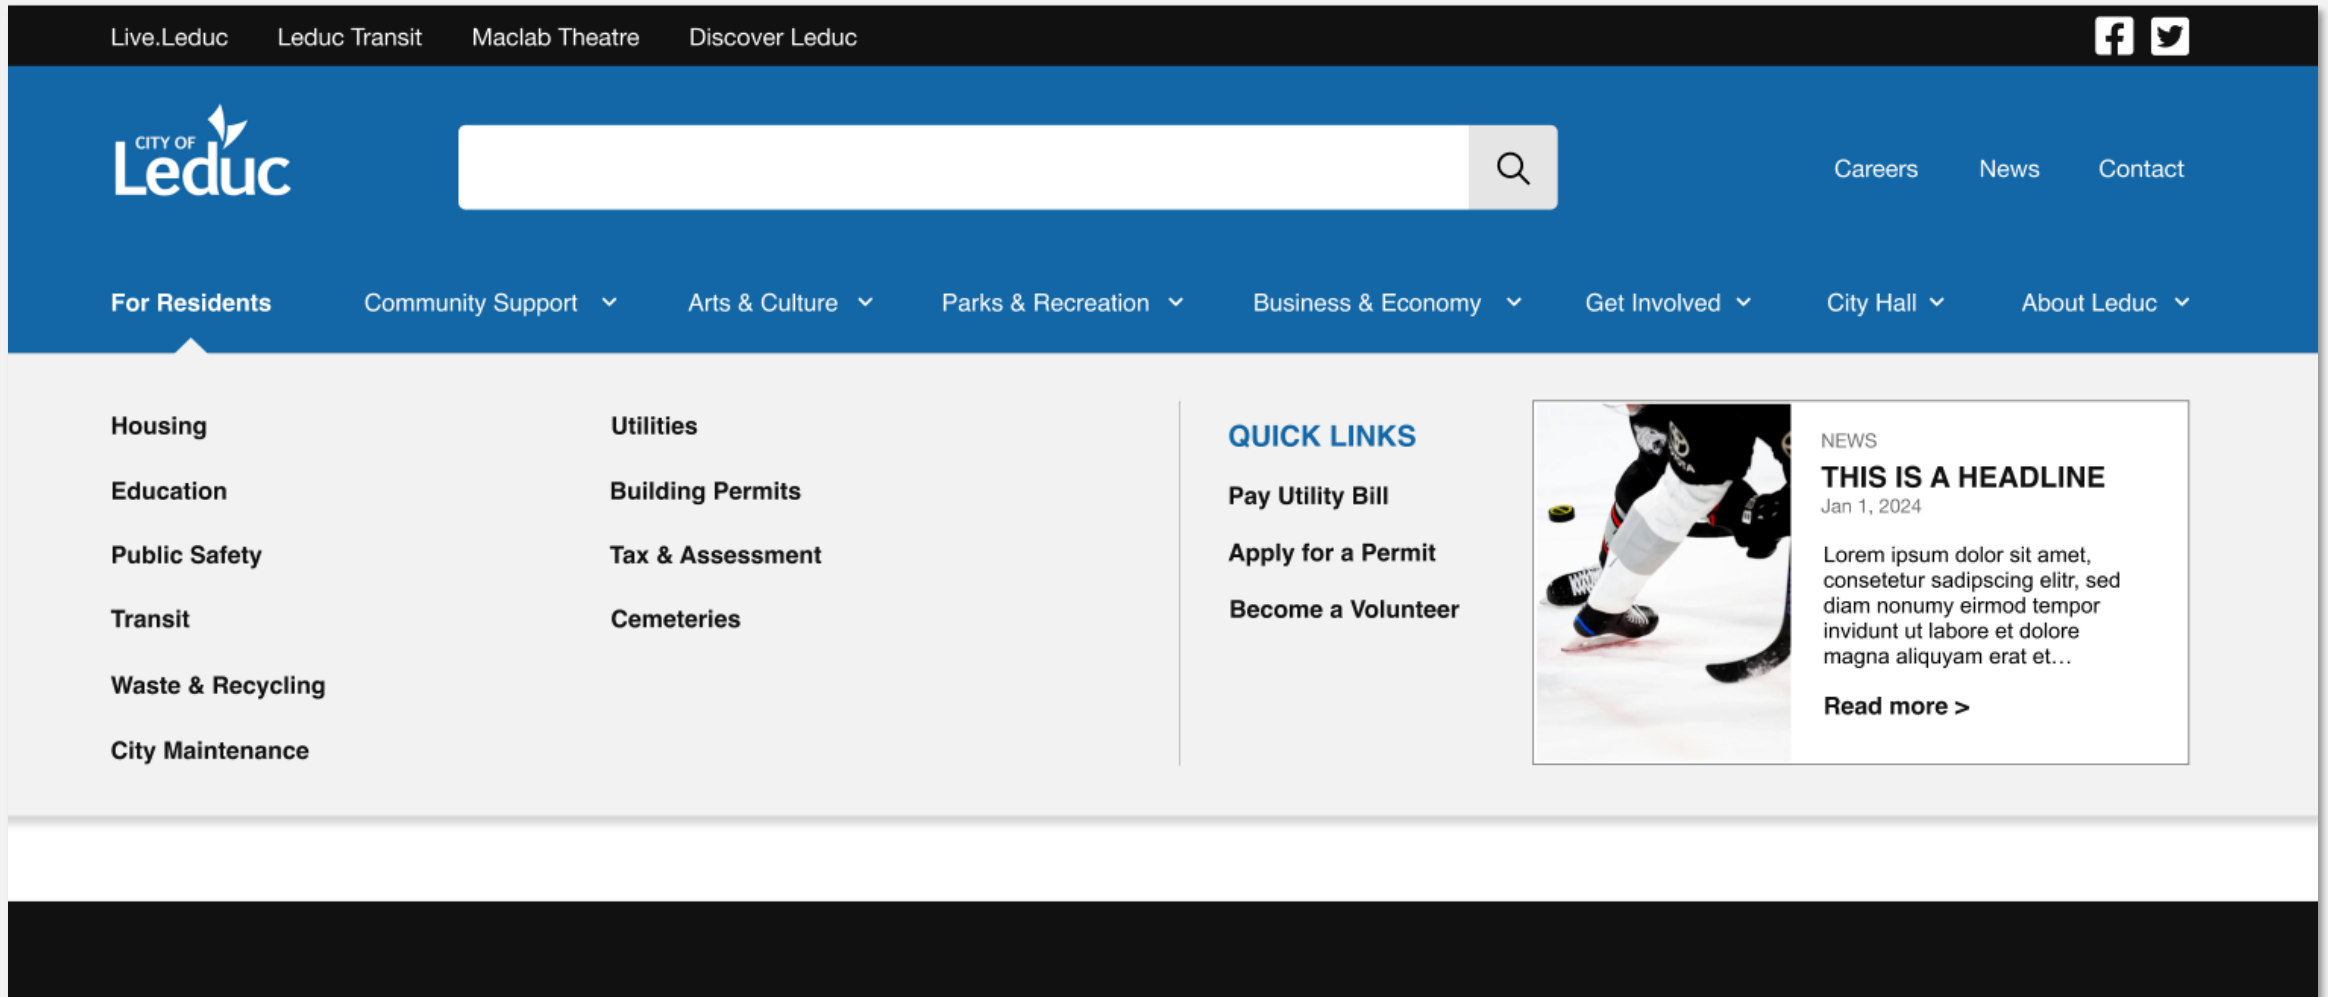 Live.Leduc Leduc Transit Maclab Theatre Discover Leduc
CITY OF
Leduc
Careers News Contact
For Residents Community Support Arts & Culture Parks & Recreation Business & Economy Get Involved City Hall About Leduc
Housing
Education
Public Safety
Transit
Waste & Recycling
City Maintenance
Utilities
Building Permits
Tax & Assessment
Cemeteries
QUICK LINKS
Pay Utility Bill
Apply for a Permit
Become a Volunteer
NEWS
THIS IS A HEADLINE
Jan 1, 2024
Lorem ipsum dolor sit amet,
consetetur sadipscing elitr, sed
diam nonumy eirmod tempor
invidunt ut labore et dolore
magna aliquyam erat et...
Read more >